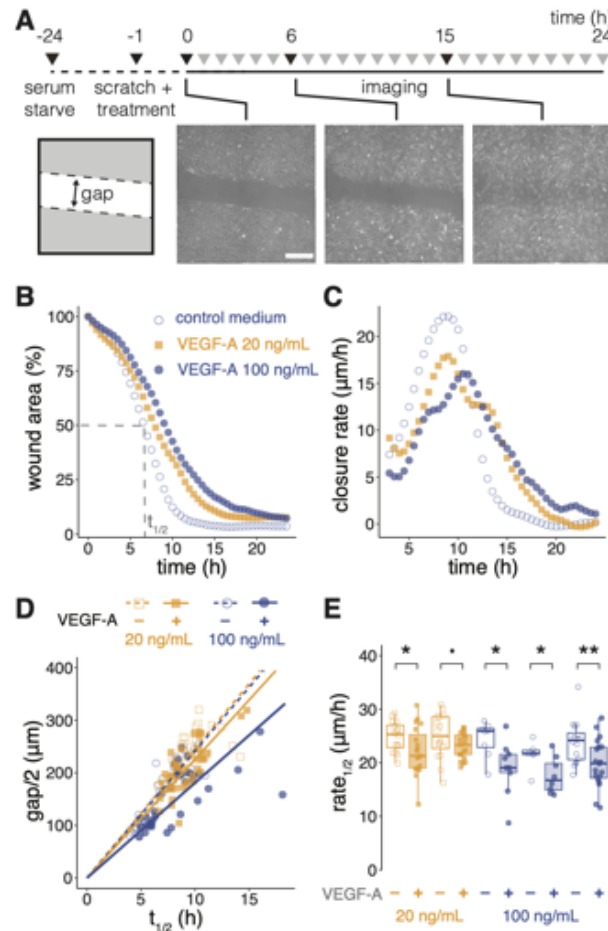 A
time (h)
-24 -1 0 6 15 24
serum starve
scratch + treatment
imaging
gap
B
wound area (%)
100
75
50
25
0
control medium
VEGF-A 20 ng/mL
VEGF-A 100 ng/mL
t1/2
0 5 10 15 20
time (h)
C
closure rate (µm/h)
20
15
10
5
0
5 10 15 20
time (h)
D
VEGF-A
− + − +
20 ng/mL 100 ng/mL
gap/2 (µm)
400
300
200
100
0
0 5 10 15
t1/2 (h)
E
rate1/2 (µm/h)
40
30
20
10
0
* • * * **
VEGF-A − + − + − + − + − +
20 ng/mL 100 ng/mL